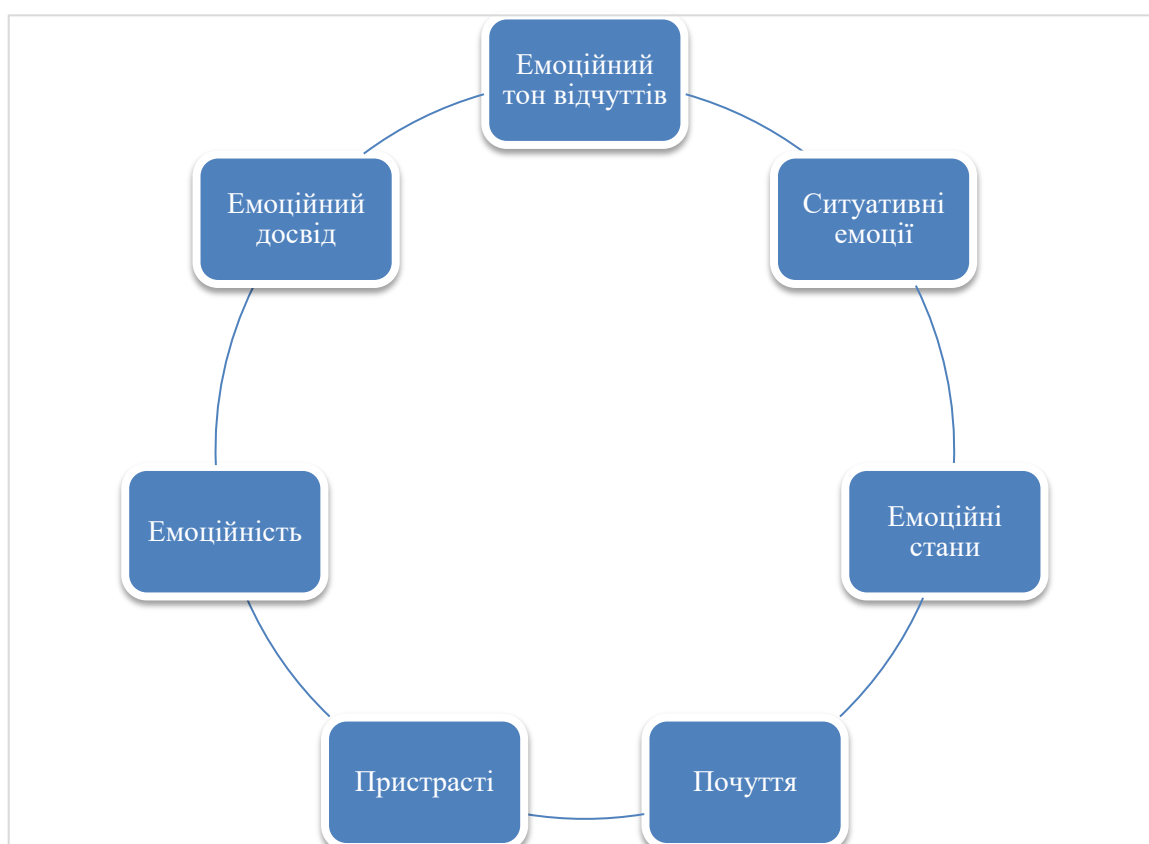 Емоційний
тон відчуттів
Ситуативні
емоції
Емоційні
стани
Почуття
Пристрасті
Емоційність
Емоційний
досвід